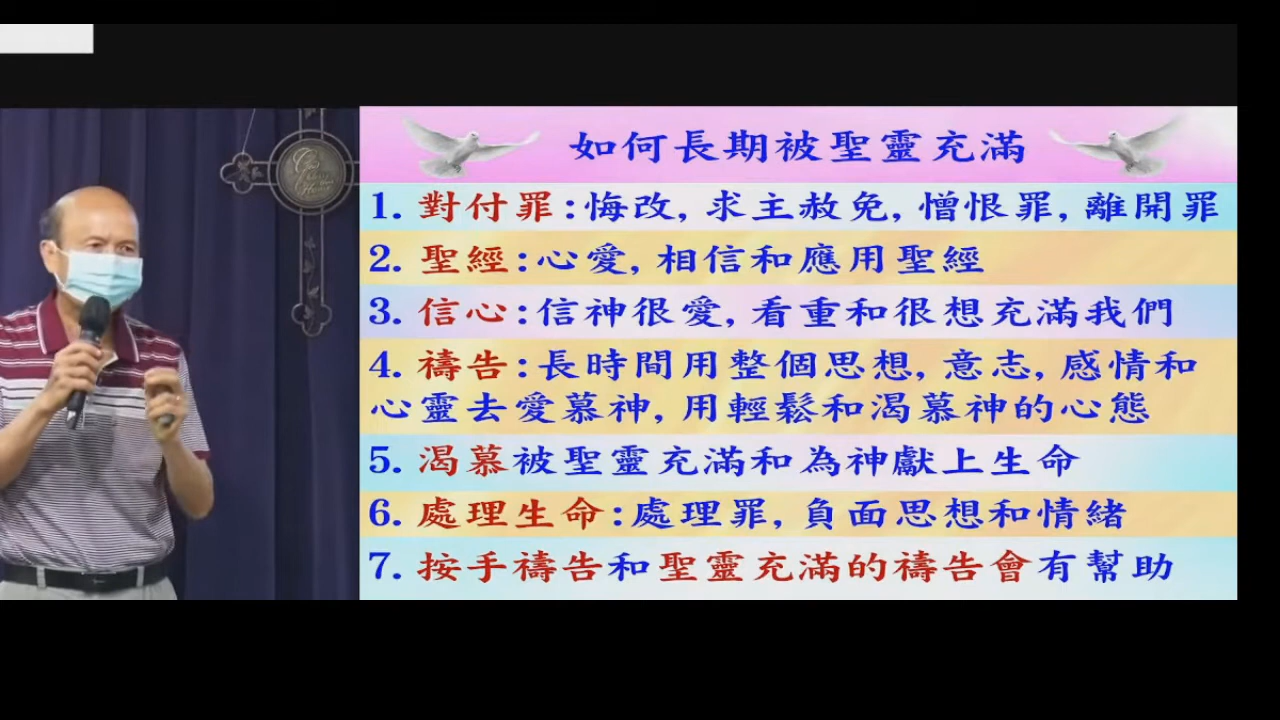 如何長期被聖靈充滿
1. 對付罪:悔改, 求主赦免, 憎恨罪, 離開罪
2. 聖經:心愛, 相信和應用聖經
3. 信心:信神很愛, 看重和很想充滿我們
4. 禱告:長時間用整個思想, 意志, 感情和
心靈去愛慕神, 用輕鬆和渴慕神的心態
5. 渴慕被聖靈充滿和為神獻上生命
6. 處理生命:處理罪, 負面思想和情緒
7. 按手禱告和聖靈充滿的禱告會有幫助